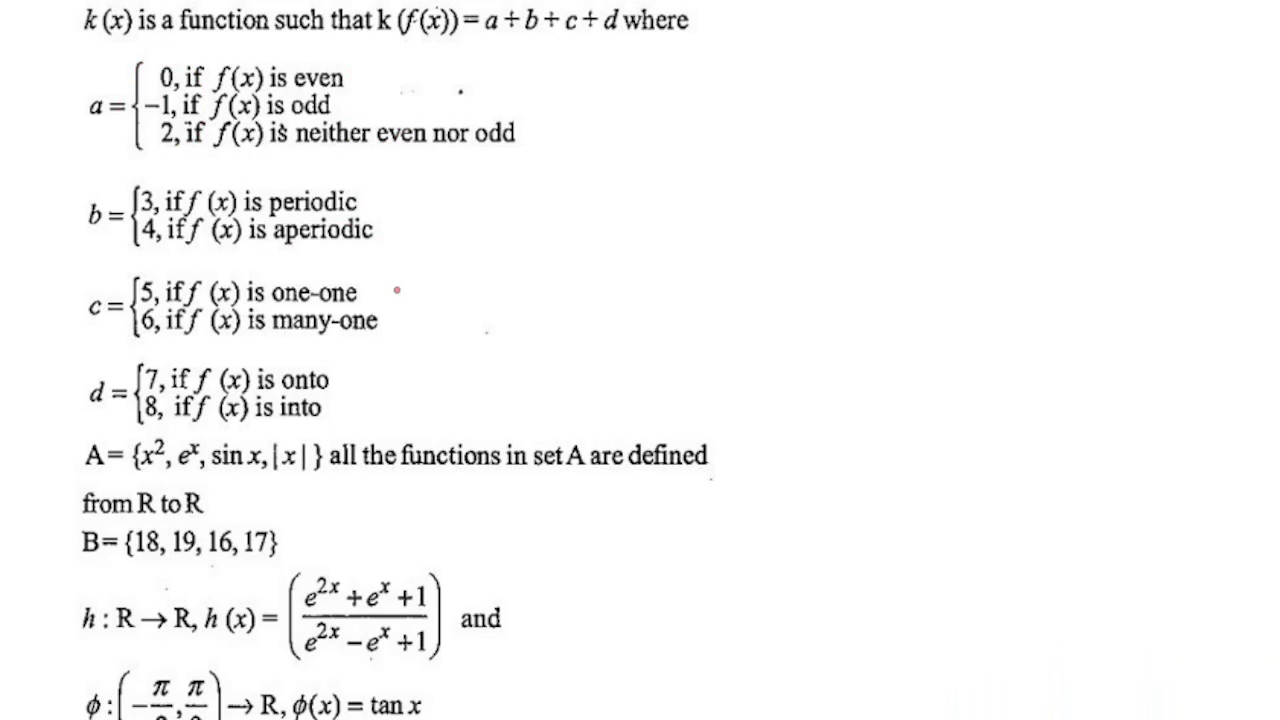 k (x) is a function such that k (f(x)) = a + b + c + d where
a = { 0, if f(x) is even
−1, if f(x) is odd
2, if f(x) is neither even nor odd
b = { 3, if f (x) is periodic
4, if f (x) is aperiodic
c = { 5, if f (x) is one-one
6, if f (x) is many-one
d = { 7, if f (x) is onto
8, if f (x) is into
A = {x², eˣ, sin x, | x | } all the functions in set A are defined
from R to R
B= {18, 19, 16, 17}
h : R → R, h (x) = ( (e²ˣ + eˣ + 1) / (e²ˣ − eˣ + 1) ) and
ϕ : ( − π/ , π/ ) → R, ϕ(x) = tan x